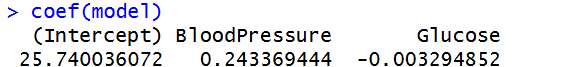 > coef(model)
(Intercept) BloodPressure Glucose
25.740036072 0.243369444 -0.003294852